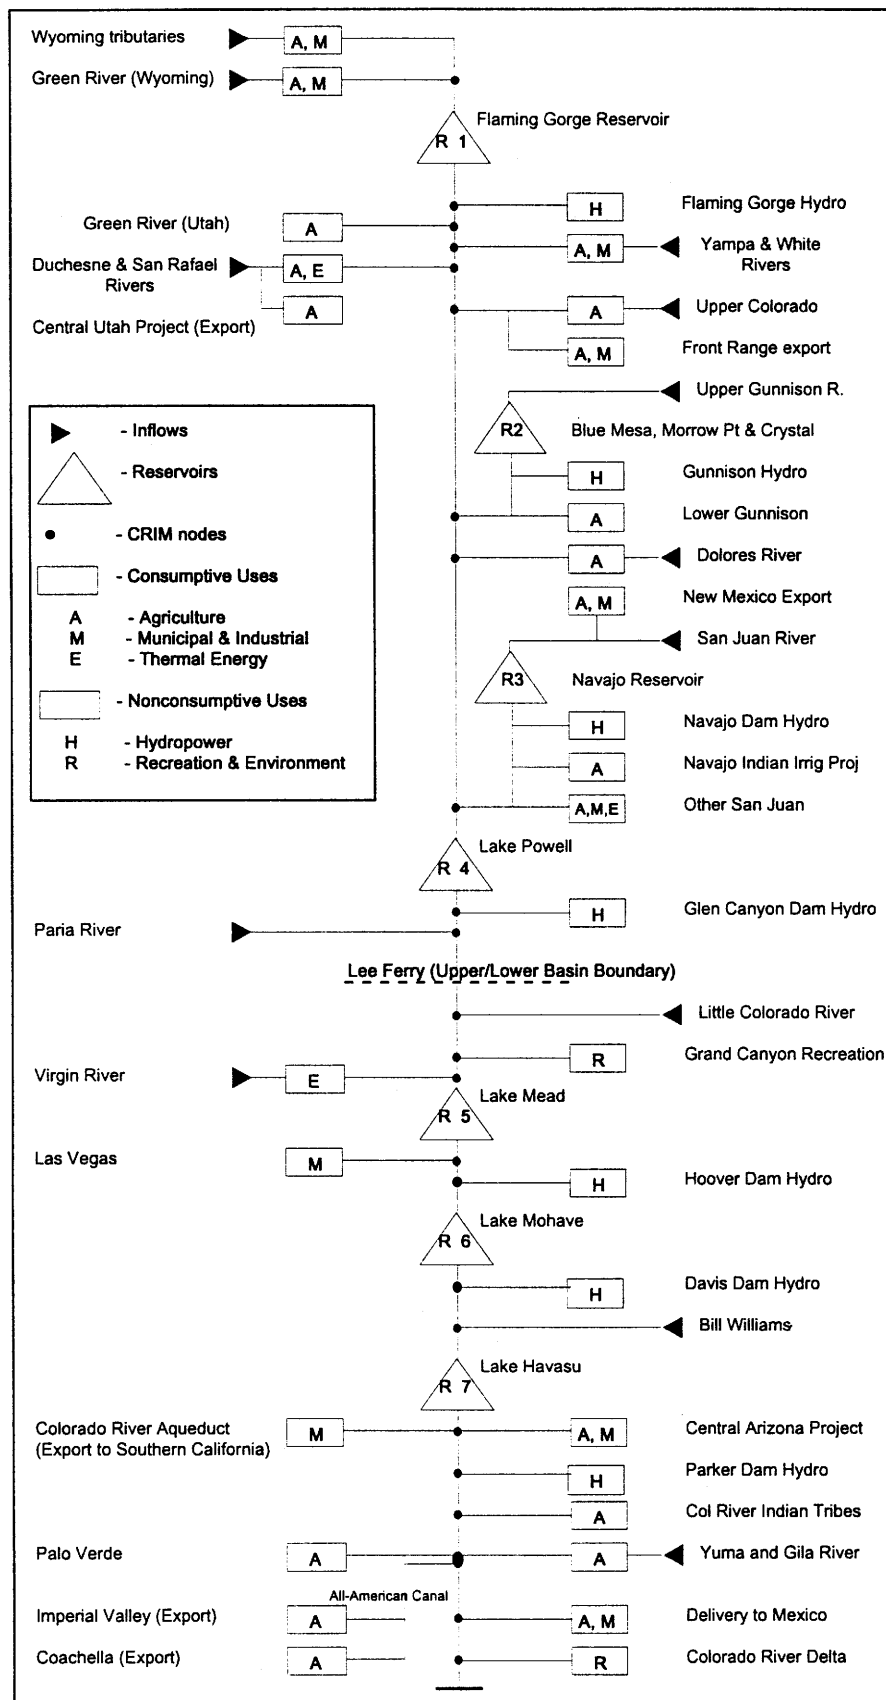 Wyoming tributaries
A, M
Green River (Wyoming)
A, M
Flaming Gorge Reservoir
R 1
Flaming Gorge Hydro
H
Green River (Utah)
A
A, M
Yampa & White
Rivers
Duchesne & San Rafael
Rivers
A, E
Central Utah Project (Export)
A
A
Upper Colorado
A, M
Front Range export
Upper Gunnison R.
R2
Blue Mesa, Morrow Pt & Crystal
H
Gunnison Hydro
A
Lower Gunnison
A
Dolores River
A, M
New Mexico Export
San Juan River
R3
Navajo Reservoir
H
Navajo Dam Hydro
A
Navajo Indian Irrig Proj
A,M,E
Other San Juan
- Inflows
- Reservoirs
- CRIM nodes
- Consumptive Uses
A - Agriculture
M - Municipal & Industrial
E - Thermal Energy
- Nonconsumptive Uses
H - Hydropower
R - Recreation & Environment
Lake Powell
R 4
H
Glen Canyon Dam Hydro
Paria River
Lee Ferry (Upper/Lower Basin Boundary)
Little Colorado River
R
Grand Canyon Recreation
Virgin River
E
Lake Mead
R 5
Las Vegas
M
H
Hoover Dam Hydro
Lake Mohave
R 6
H
Davis Dam Hydro
Bill Williams
Lake Havasu
R 7
Colorado River Aqueduct
(Export to Southern California)
M
A, M
Central Arizona Project
H
Parker Dam Hydro
A
Col River Indian Tribes
Palo Verde
A
A
Yuma and Gila River
All-American Canal
Imperial Valley (Export)
A
A, M
Delivery to Mexico
Coachella (Export)
A
R
Colorado River Delta